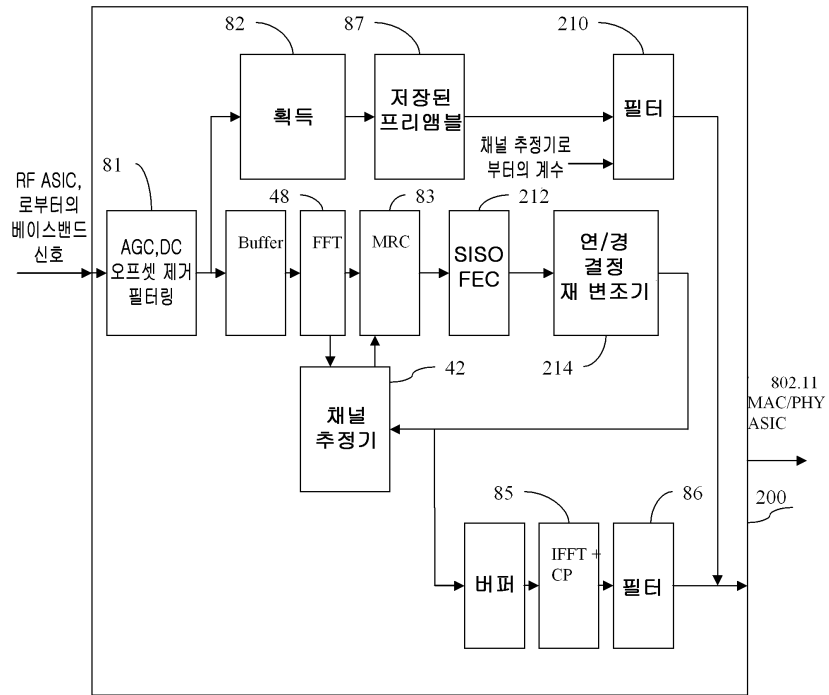 82
87
210
획득
저장된
프리앰블
필터
채널 추정기로
부터의 계수
RF ASIC,
로부터의
베이스밴드
신호
81
AGC,DC
오프셋 제거
필터링
Buffer
48
FFT
83
MRC
212
SISO
FEC
연/경
결정
재 변조기
214
42
채널
추정기
802.11
MAC/PHY
ASIC
200
85
86
버퍼
IFFT +
CP
필터